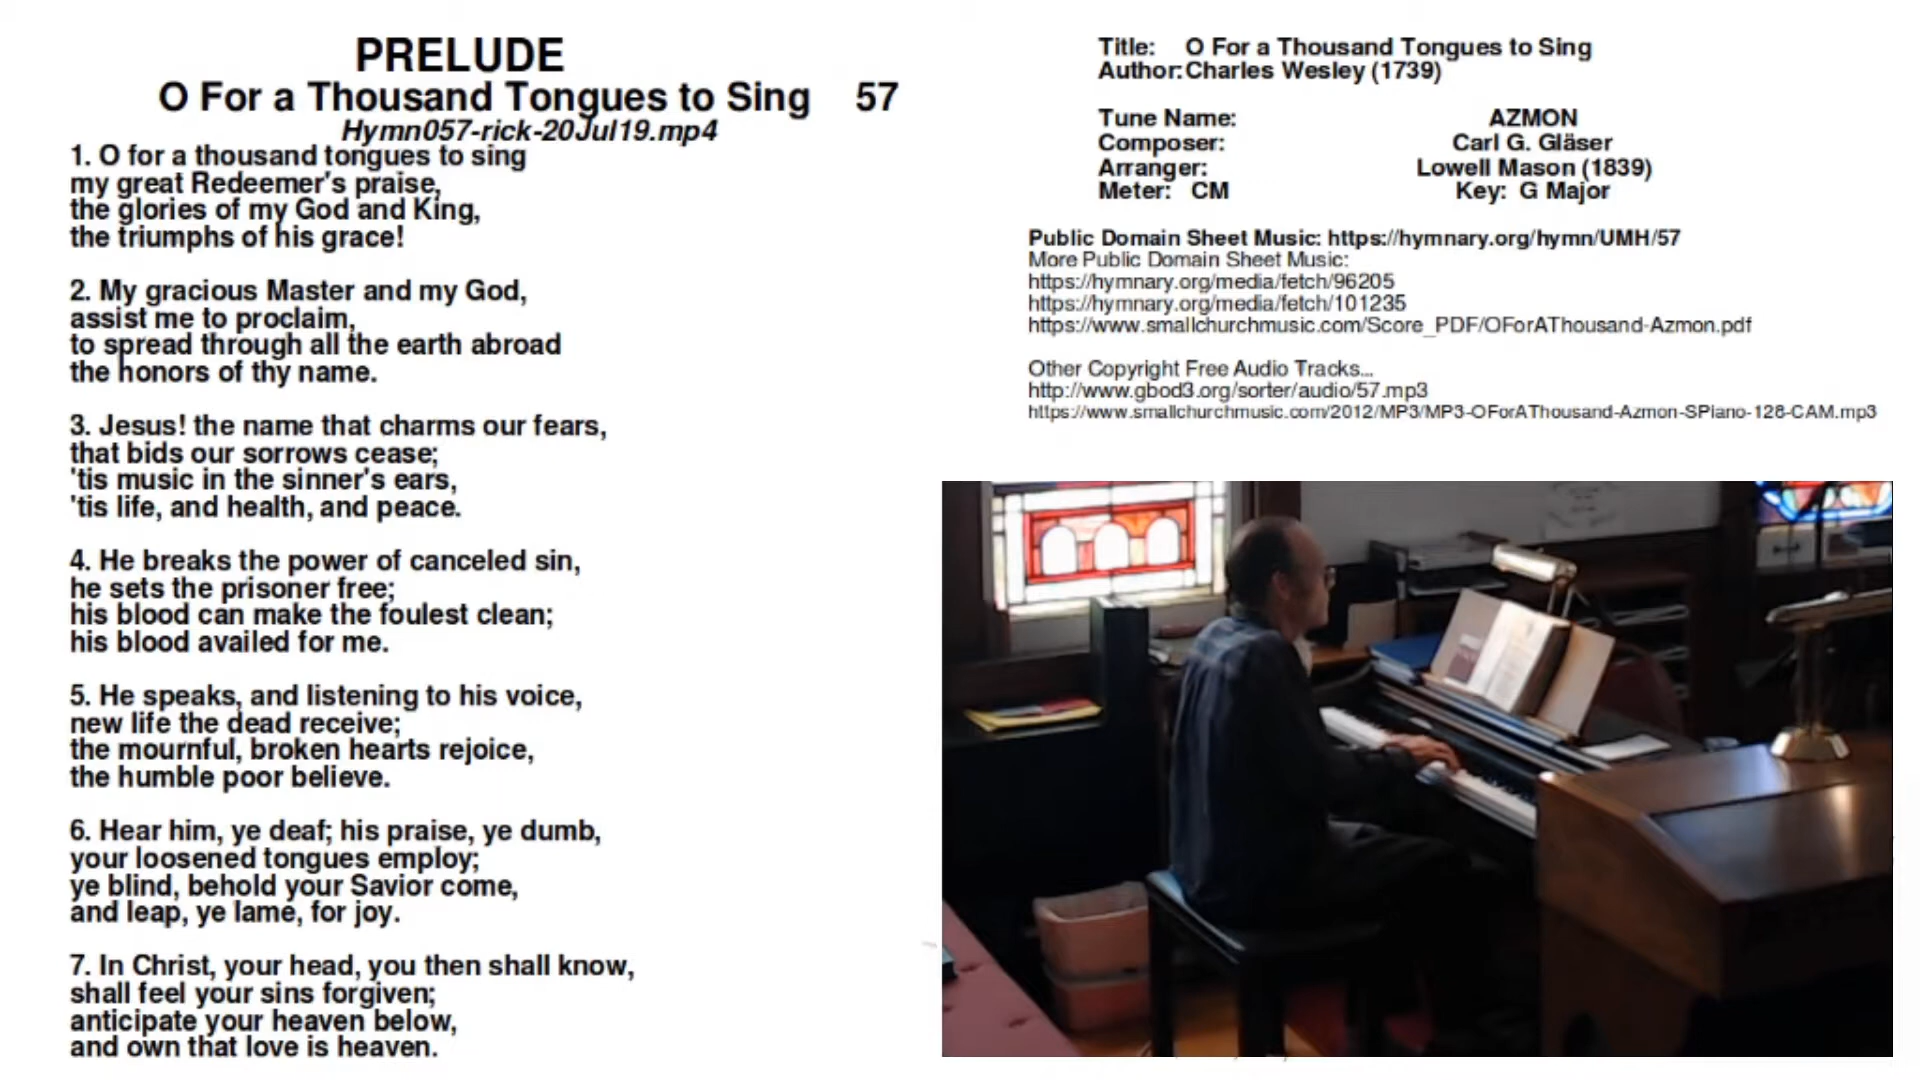 PRELUDE
O For a Thousand Tongues to Sing 57
Hymn057-rick-20Jul19.mp4
1. O for a thousand tongues to sing
my great Redeemer's praise,
the glories of my God and King,
the triumphs of his grace!
2. My gracious Master and my God,
assist me to proclaim,
to spread through all the earth abroad
the honors of thy name.
3. Jesus! the name that charms our fears,
that bids our sorrows cease;
'tis music in the sinner's ears,
'tis life, and health, and peace.
4. He breaks the power of canceled sin,
he sets the prisoner free;
his blood can make the foulest clean;
his blood availed for me.
5. He speaks, and listening to his voice,
new life the dead receive;
the mournful, broken hearts rejoice,
the humble poor believe.
6. Hear him, ye deaf; his praise, ye dumb,
your loosened tongues employ;
ye blind, behold your Savior come,
and leap, ye lame, for joy.
7. In Christ, your head, you then shall know,
shall feel your sins forgiven;
anticipate your heaven below,
and own that love is heaven.
Title: O For a Thousand Tongues to Sing
Author: Charles Wesley (1739)
Tune Name: AZMON
Composer: Carl G. Gläser
Arranger: Lowell Mason (1839)
Meter: CM Key: G Major
Public Domain Sheet Music: https://hymnary.org/hymn/UMH/57
More Public Domain Sheet Music:
https://hymnary.org/media/fetch/96205
https://hymnary.org/media/fetch/101235
https://www.smallchurchmusic.com/Score_PDF/OForAThousand-Azmon.pdf
Other Copyright Free Audio Tracks...
http://www.gbod3.org/sorter/audio/57.mp3
https://www.smallchurchmusic.com/2012/MP3/MP3-OForAThousand-Azmon-SPiano-128-CAM.mp3